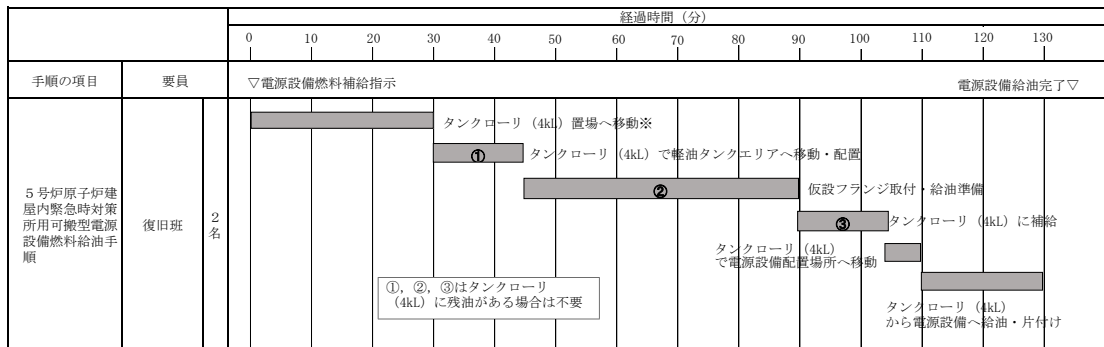 経過時間（分）
0 10 20 30 40 50 60 70 80 90 100 110 120 130
手順の項目 要員
▽電源設備燃料補給指示 電源設備給油完了▽
５号炉原子炉建
屋内緊急時対策
所用可搬型電源
設備燃料給油手
順
復旧班
２
名
タンクローリ（4kL）置場へ移動※
① タンクローリ（4kL）で軽油タンクエリアへ移動・配置
② 仮設フランジ取付・給油準備
③ タンクローリ（4kL）に補給
タンクローリ（4kL）
で電源設備配置場所へ移動
①，②，③はタンクローリ
（4kL）に残油がある場合は不要
タンクローリ（4kL）
から電源設備へ給油・片付け